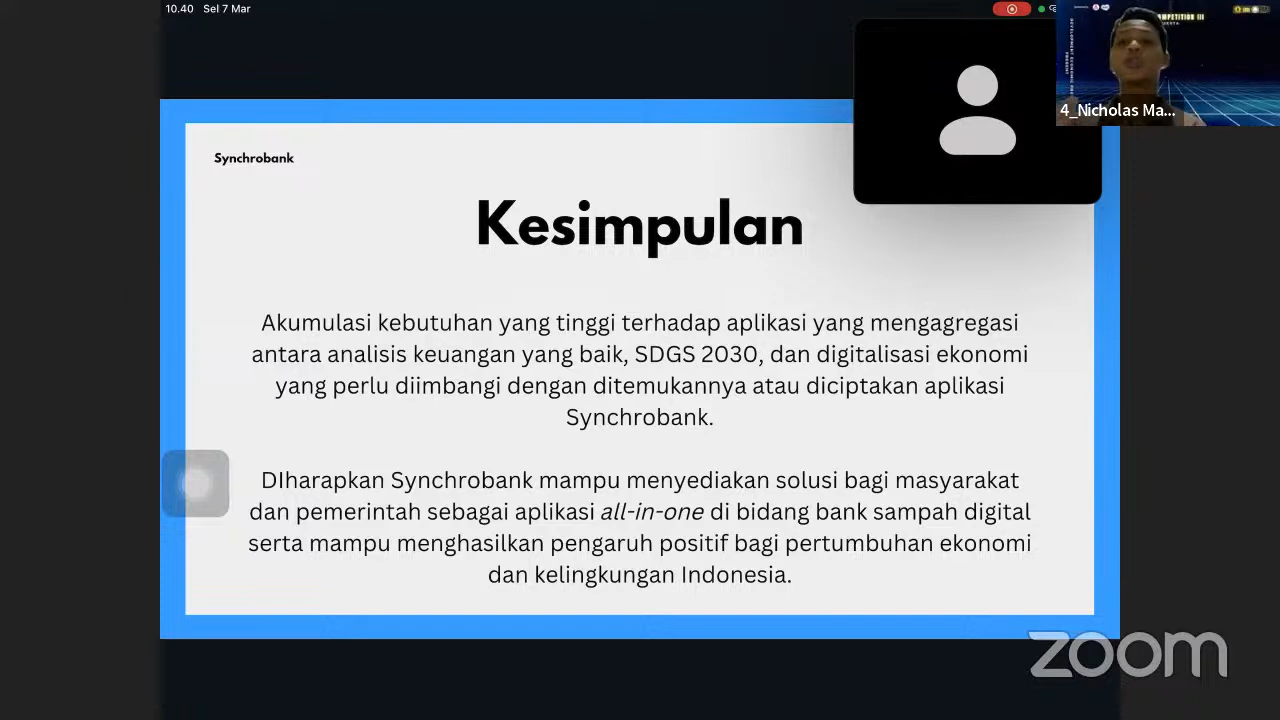 10.40 Sel 7 Mar
4_Nicholas Ma...
Synchrobank
Kesimpulan
Akumulasi kebutuhan yang tinggi terhadap aplikasi yang mengagregasi
antara analisis keuangan yang baik, SDGS 2030, dan digitalisasi ekonomi
yang perlu diimbangi dengan ditemukannya atau diciptakan aplikasi
Synchrobank.
DIharapkan Synchrobank mampu menyediakan solusi bagi masyarakat
dan pemerintah sebagai aplikasi all-in-one di bidang bank sampah digital
serta mampu menghasilkan pengaruh positif bagi pertumbuhan ekonomi
dan kelingkungan Indonesia.
zoom